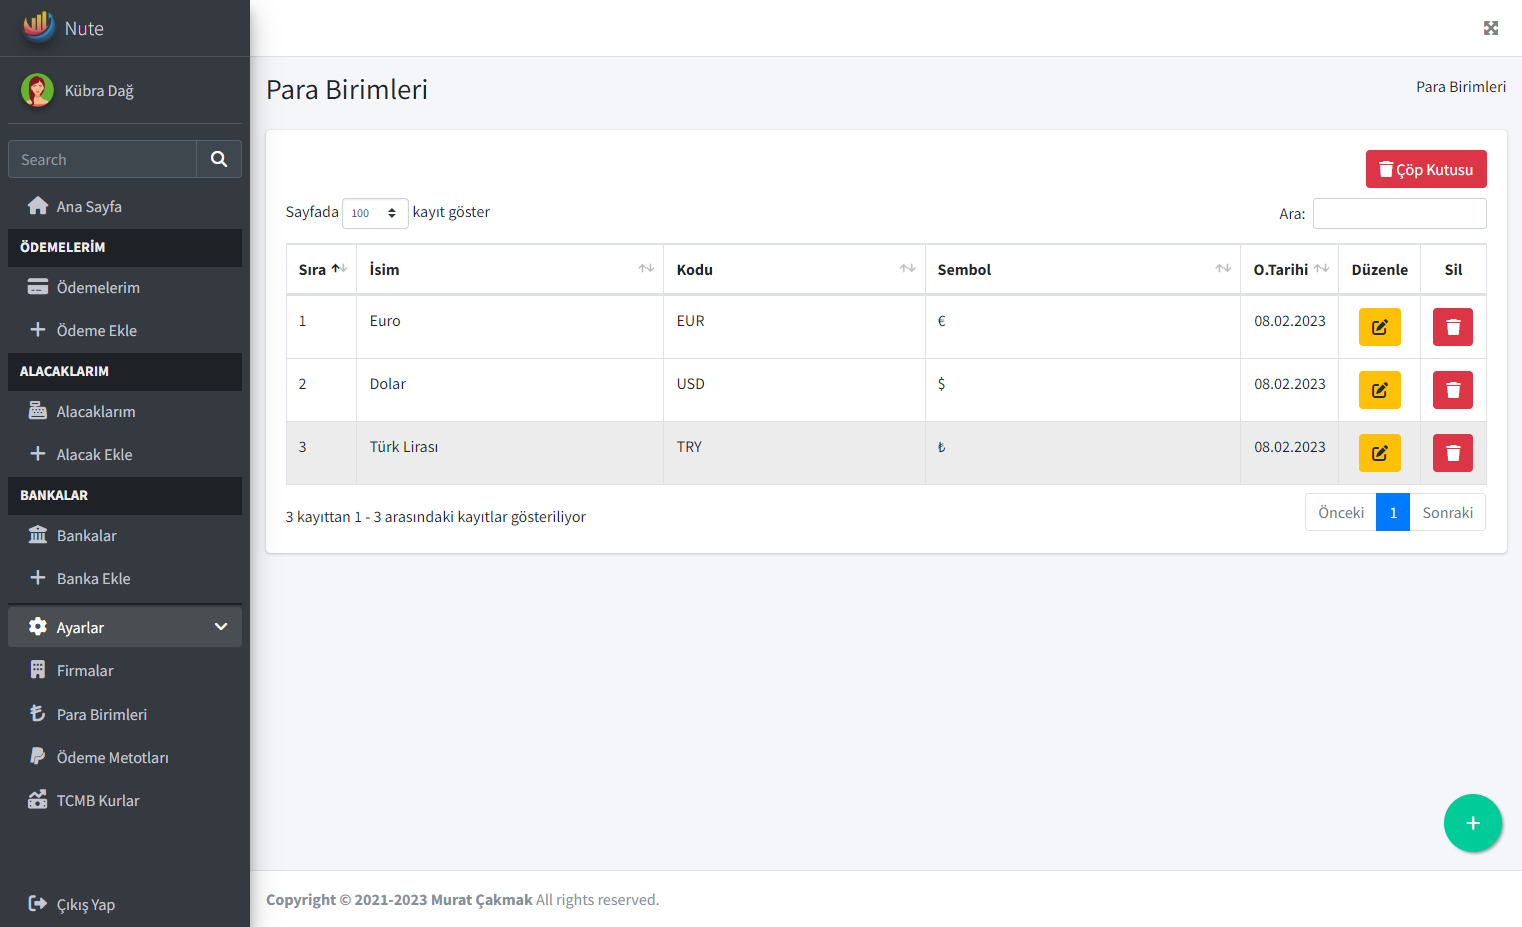 Nute
Kübra Dağ
Search
Ana Sayfa
ÖDEMELERİM
Ödemelerim
Ödeme Ekle
ALACAKLARIM
Alacaklarım
Alacak Ekle
BANKALAR
Bankalar
Banka Ekle
Ayarlar
Firmalar
Para Birimleri
Ödeme Metotları
TCMB Kurlar
Çıkış Yap
Para Birimleri
Para Birimleri
Çöp Kutusu
Sayfada 100 kayıt göster
Ara:
Sıra İsim Kodu Sembol O.Tarihi Düzenle Sil
1 Euro EUR € 08.02.2023
2 Dolar USD $ 08.02.2023
3 Türk Lirası TRY ₺ 08.02.2023
3 kayıttan 1 - 3 arasındaki kayıtlar gösteriliyor
Önceki 1 Sonraki
Copyright © 2021-2023 Murat Çakmak All rights reserved.